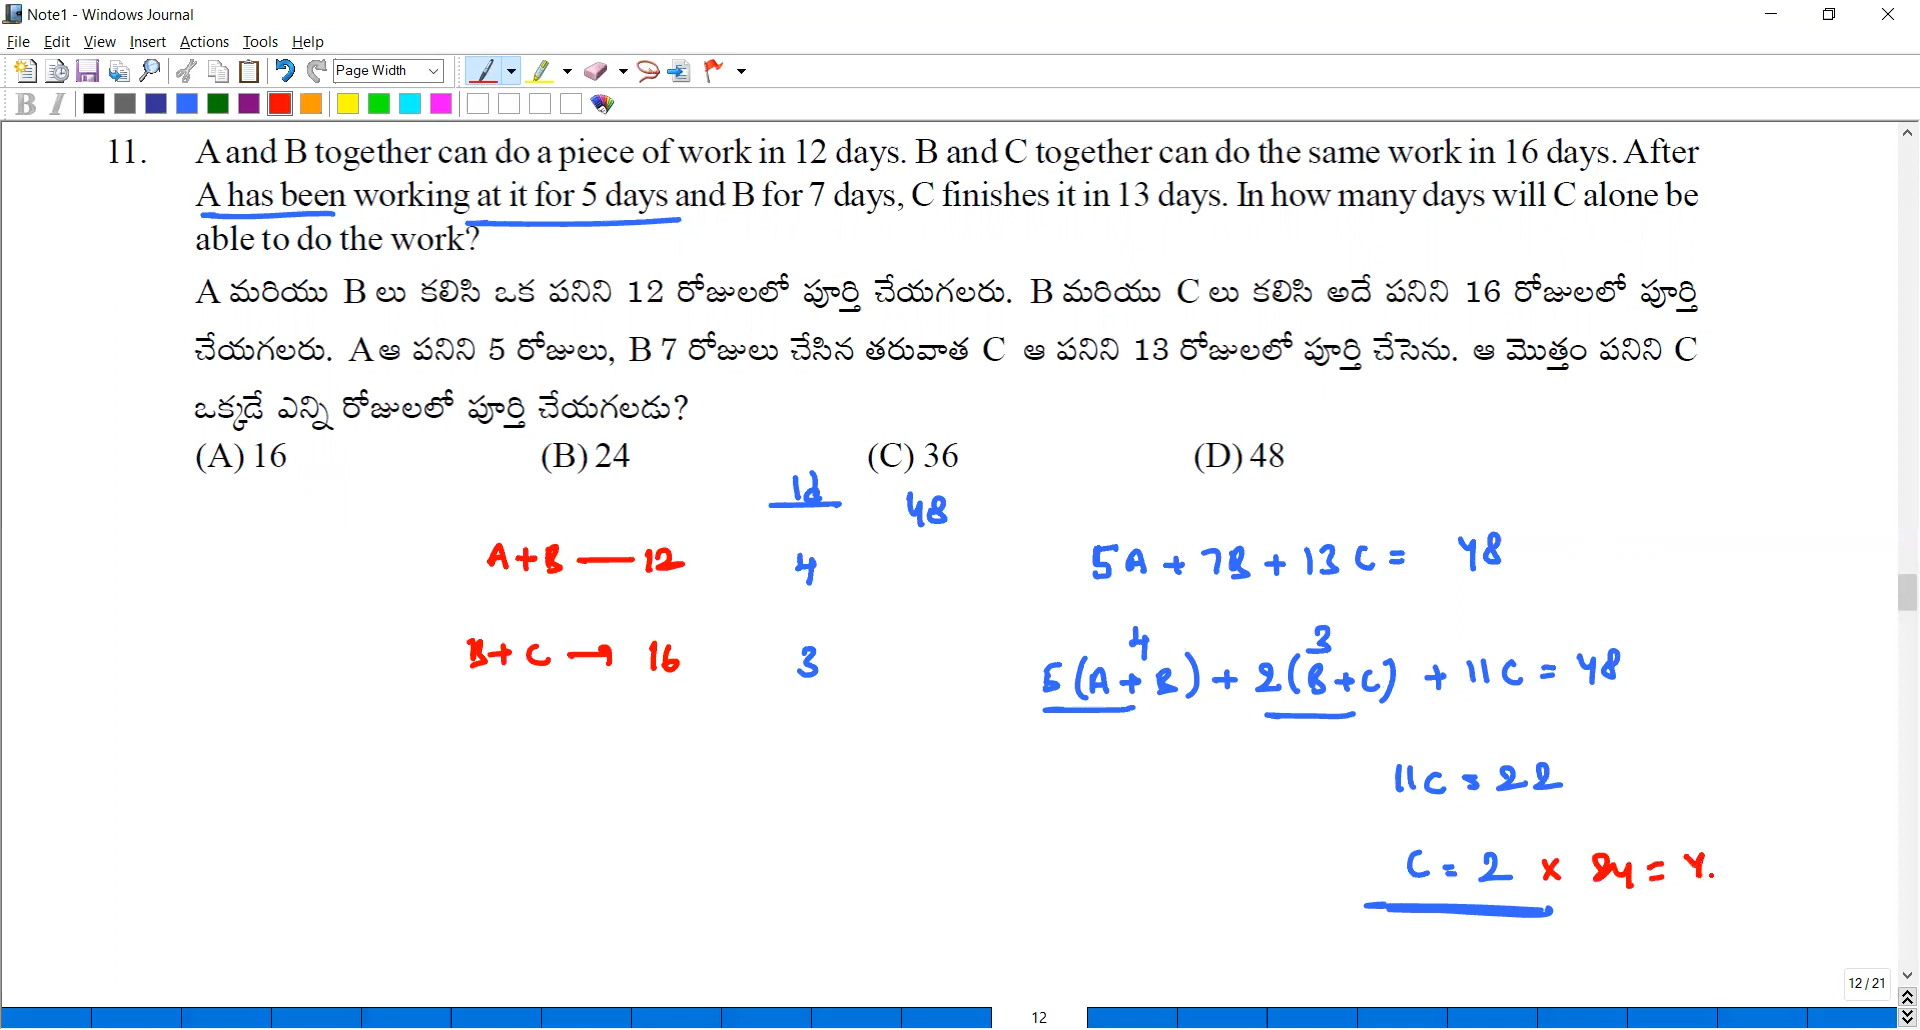 Note1 - Windows Journal
File Edit View Insert Actions Tools Help
Page Width
B I
11. A and B together can do a piece of work in 12 days. B and C together can do the same work in 16 days. After
A has been working at it for 5 days and B for 7 days, C finishes it in 13 days. In how many days will C alone be
able to do the work?
A మరియు B లు కలిసి ఒక పనిని 12 రోజులలో పూర్తి చేయగలరు. B మరియు C లు కలిసి అదే పనిని 16 రోజులలో పూర్తి
చేయగలరు. A ఆ పనిని 5 రోజులు, B 7 రోజులు చేసిన తరువాత C ఆ పనిని 13 రోజులలో పూర్తి చేసెను. ఆ మొత్తం పనిని C
ఒక్కడే ఎన్ని రోజులలో పూర్తి చేయగలడు?
(A) 16 (B) 24 (C) 36 (D) 48
1d 48
A+B — 12 4
5A + 7B + 13C = 48
4 3
B+C → 16 3
5(A+B) + 2(B+C) + 11C = 48
11C = 22
C = 2 x 24 = 4.
12 / 21
12